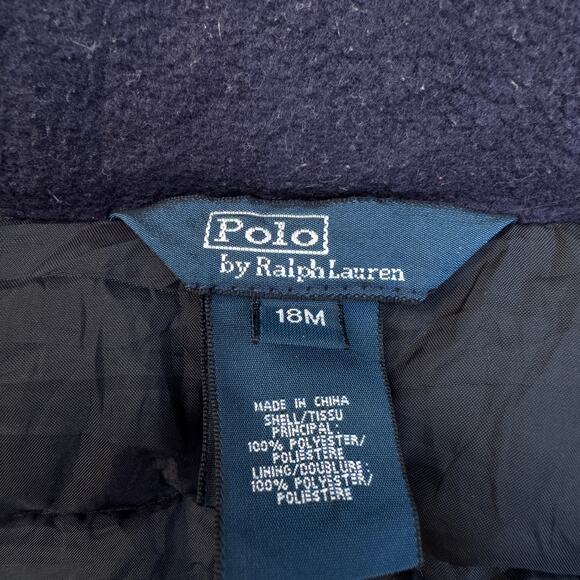 Polo
by Ralph Lauren
18M
MADE IN CHINA
SHELL/TISSU
PRINCIPAL:
100% POLYESTER/
POLIESTERE
LINING/DOUBLURE:
100% POLYESTER/
POLIESTERE